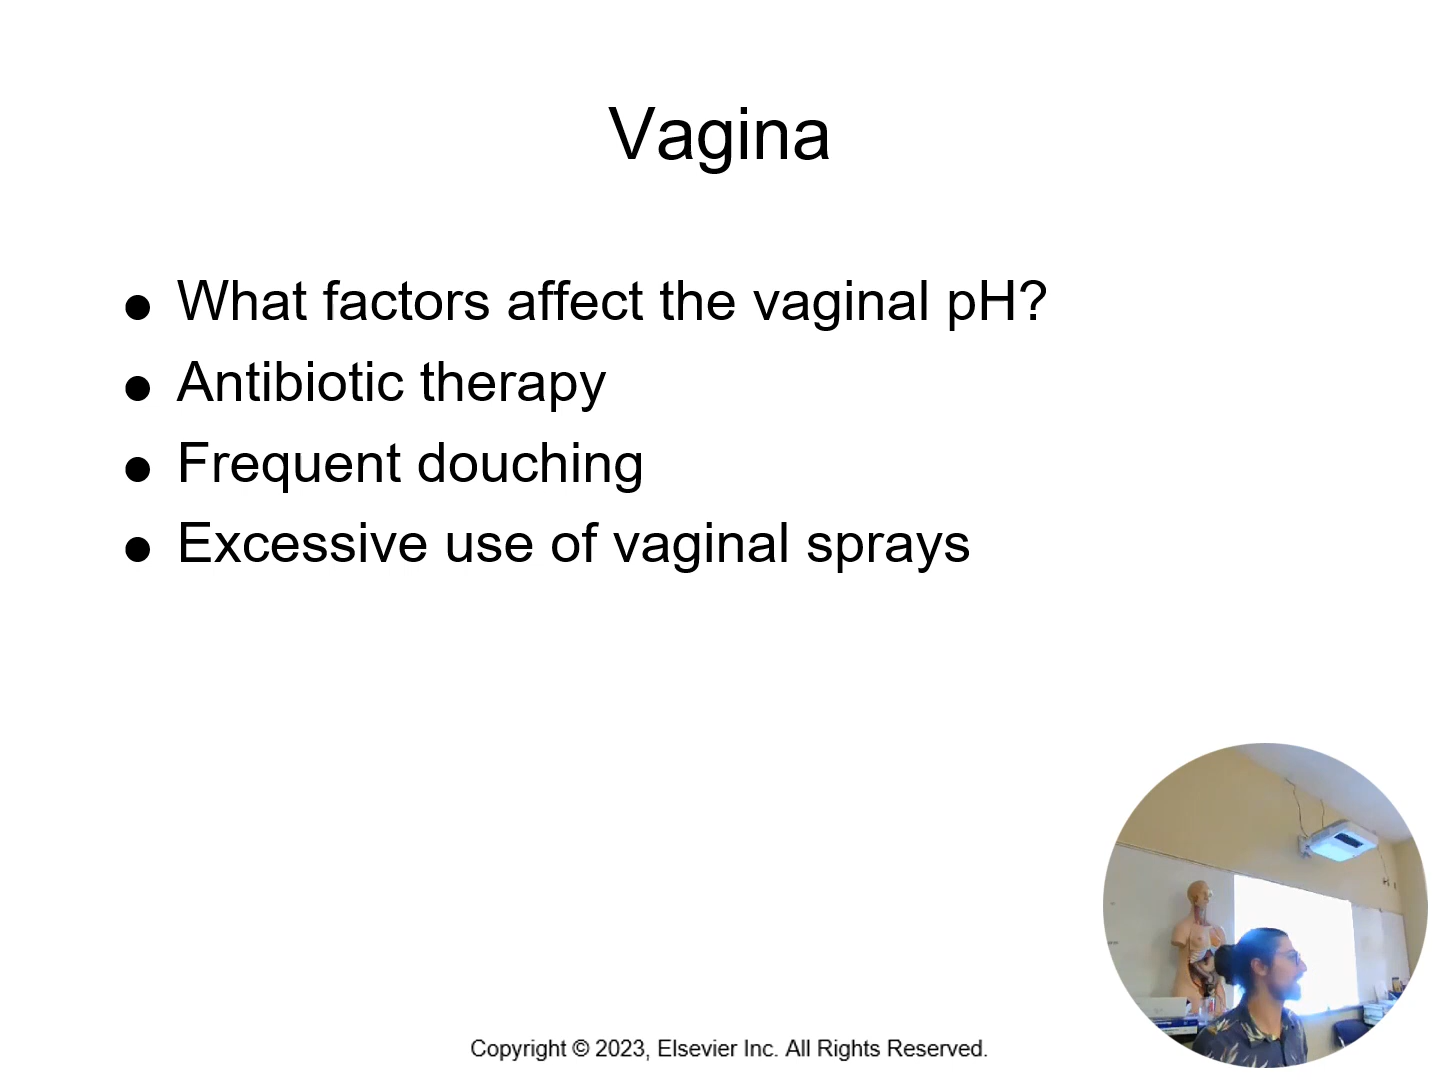 Vagina
● What factors affect the vaginal pH?
● Antibiotic therapy
● Frequent douching
● Excessive use of vaginal sprays
Copyright © 2023, Elsevier Inc. All Rights Reserved.